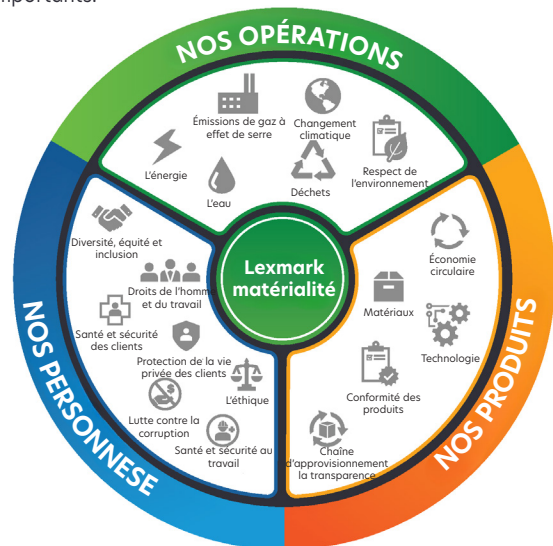 NOS OPÉRATIONS
Émissions de gaz à
effet de serre
Changement
climatique
L'énergie
L'eau
Déchets
Respect de
l'environnement
Diversité, équité et
inclusion
Droits de l'homme
et du travail
Santé et sécurité
des clients
Protection de la vie
privée des clients
L'éthique
Lutte contre la
corruption
Santé et sécurité au
travail
NOS PERSONNESE
Lexmark
matérialité
Économie
circulaire
Matériaux
Technologie
Conformité des
produits
Chaîne
d'approvisionnement
la transparence
NOS PRODUITS